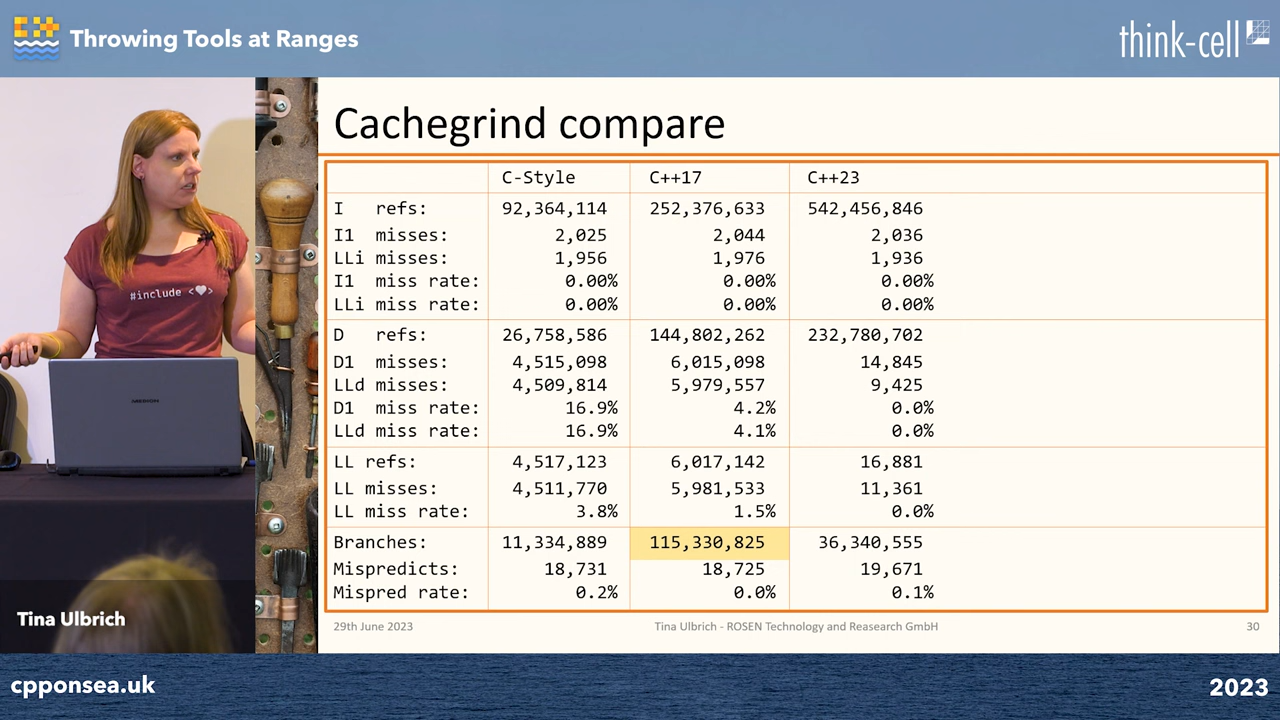 Throwing Tools at Ranges
think-cell
Cachegrind compare
C-Style C++17 C++23
I refs: 92,364,114 252,376,633 542,456,846
I1 misses: 2,025 2,044 2,036
LLi misses: 1,956 1,976 1,936
I1 miss rate: 0.00% 0.00% 0.00%
LLi miss rate: 0.00% 0.00% 0.00%
D refs: 26,758,586 144,802,262 232,780,702
D1 misses: 4,515,098 6,015,098 14,845
LLd misses: 4,509,814 5,979,557 9,425
D1 miss rate: 16.9% 4.2% 0.0%
LLd miss rate: 16.9% 4.1% 0.0%
LL refs: 4,517,123 6,017,142 16,881
LL misses: 4,511,770 5,981,533 11,361
LL miss rate: 3.8% 1.5% 0.0%
Branches: 11,334,889 115,330,825 36,340,555
Mispredicts: 18,731 18,725 19,671
Mispred rate: 0.2% 0.0% 0.1%
29th June 2023 Tina Ulbrich - ROSEN Technology and Reasearch GmbH 30
#include <♥>
Tina Ulbrich
cpponsea.uk
2023